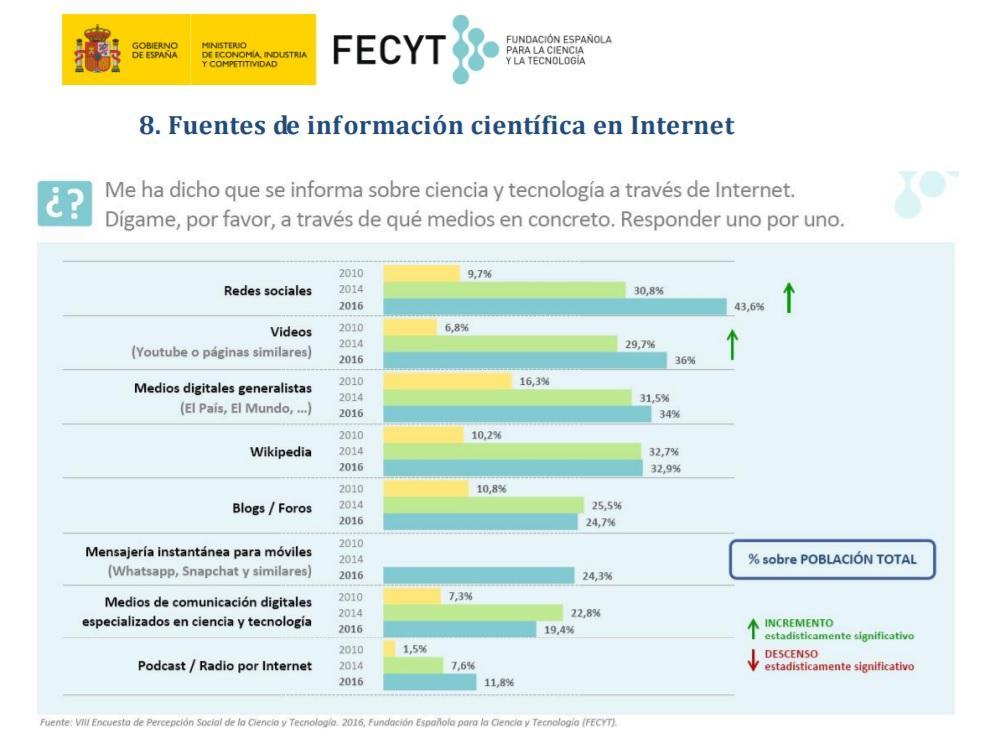 GOBIERNO
DE ESPAÑA
MINISTERIO
DE ECONOMÍA, INDUSTRIA
Y COMPETITIVIDAD
FECYT
FUNDACIÓN ESPAÑOLA
PARA LA CIENCIA
Y LA TECNOLOGÍA
8. Fuentes de información científica en Internet
¿?
Me ha dicho que se informa sobre ciencia y tecnología a través de Internet.
Dígame, por favor, a través de qué medios en concreto. Responder uno por uno.
Redes sociales
2010 9,7%
2014 30,8%
2016 43,6%
Videos
(Youtube o páginas similares)
2010 6,8%
2014 29,7%
2016 36%
Medios digitales generalistas
(El País, El Mundo, ...)
2010 16,3%
2014 31,5%
2016 34%
Wikipedia
2010 10,2%
2014 32,7%
2016 32,9%
Blogs / Foros
2010 10,8%
2014 25,5%
2016 24,7%
Mensajería instantánea para móviles
(Whatsapp, Snapchat y similares)
2010
2014
2016 24,3%
Medios de comunicación digitales
especializados en ciencia y tecnología
2010 7,3%
2014 22,8%
2016 19,4%
Podcast / Radio por Internet
2010 1,5%
2014 7,6%
2016 11,8%
% sobre POBLACIÓN TOTAL
INCREMENTO
estadísticamente significativo
DESCENSO
estadísticamente significativo
Fuente: VIII Encuesta de Percepción Social de la Ciencia y Tecnología. 2016, Fundación Española para la Ciencia y Tecnología (FECYT).